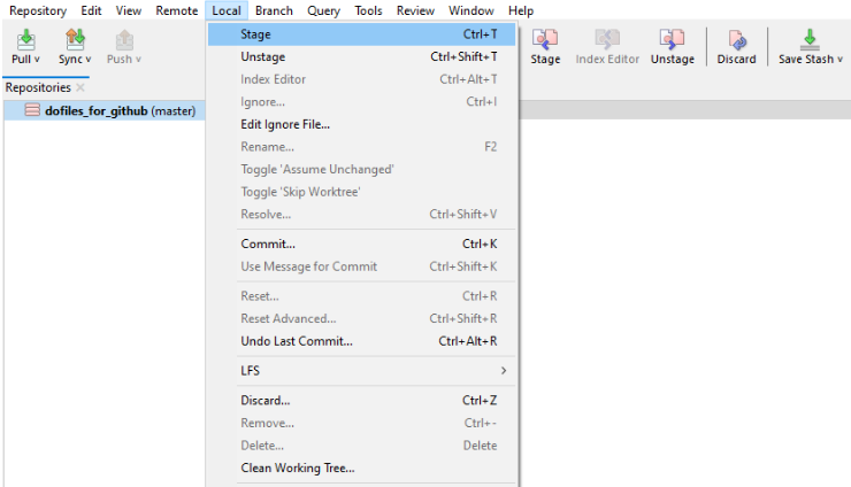 Repository Edit View Remote Local Branch Query Tools Review Window Help
Pull ∨ Sync ∨ Push ∨ Stage Index Editor Unstage Discard Save Stash ∨
Repositories ×
dofiles_for_github (master)
Stage Ctrl+T
Unstage Ctrl+Shift+T
Index Editor Ctrl+Alt+T
Ignore... Ctrl+I
Edit Ignore File...
Rename... F2
Toggle 'Assume Unchanged'
Toggle 'Skip Worktree'
Resolve... Ctrl+Shift+V
Commit... Ctrl+K
Use Message for Commit Ctrl+Shift+K
Reset... Ctrl+R
Reset Advanced... Ctrl+Shift+R
Undo Last Commit... Ctrl+Alt+R
LFS >
Discard... Ctrl+Z
Remove... Ctrl+-
Delete... Delete
Clean Working Tree...